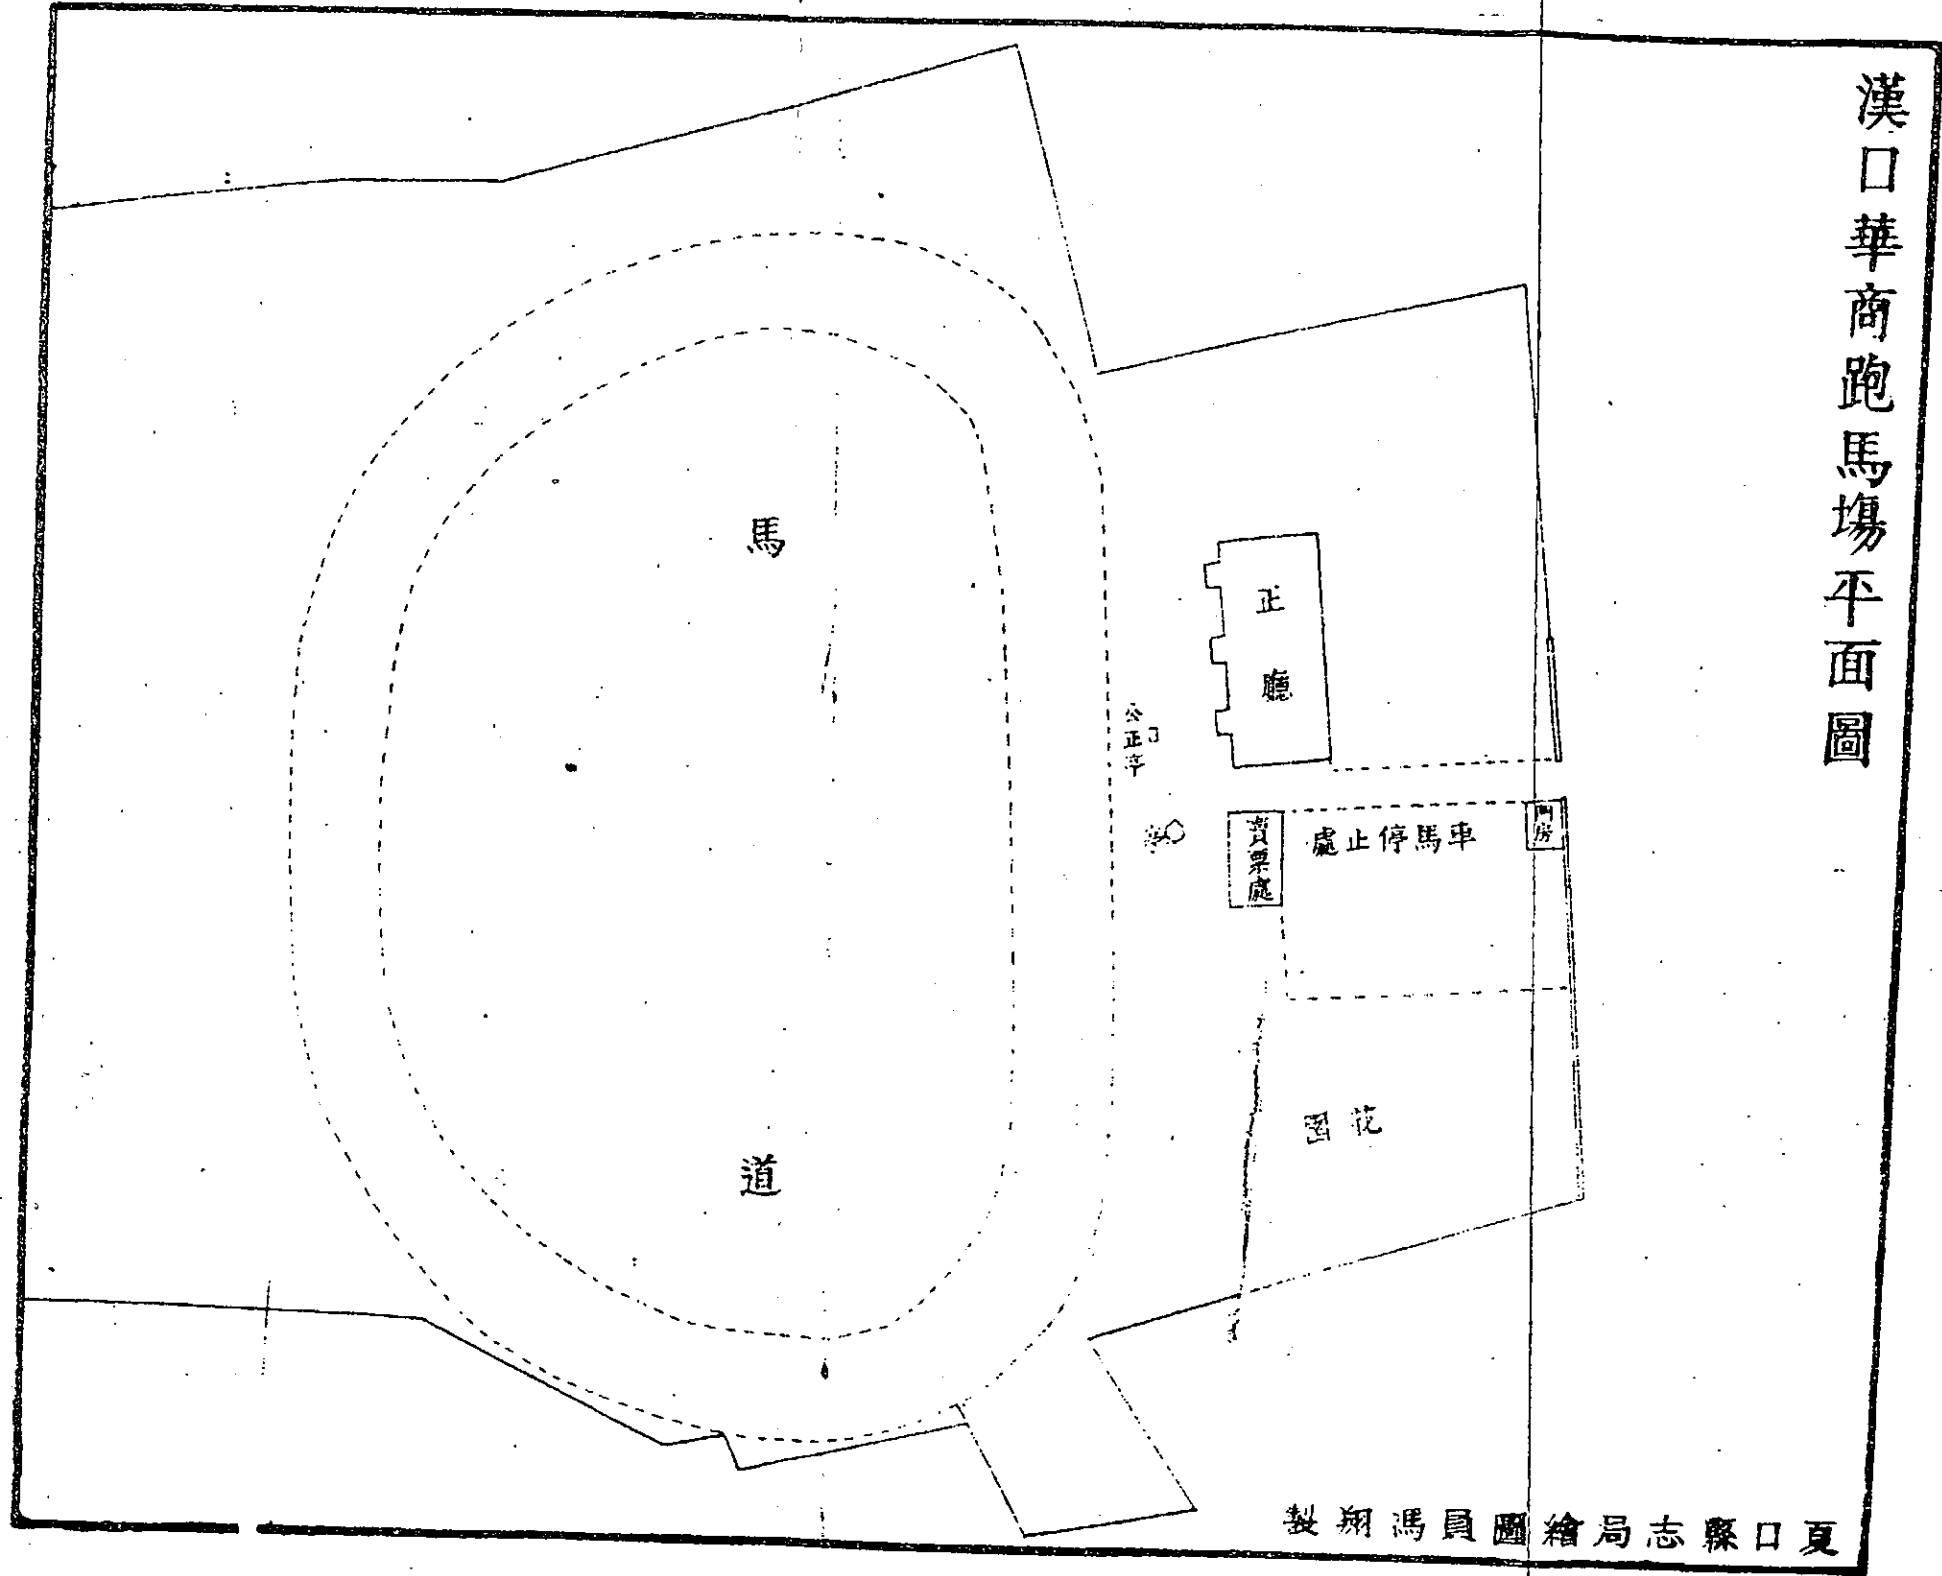 漢口華商跑馬場平面圖
馬道
正廳
公正亭
賣票處
車馬停止處
門房
花園
夏口縣志局繪圖員馮翔製